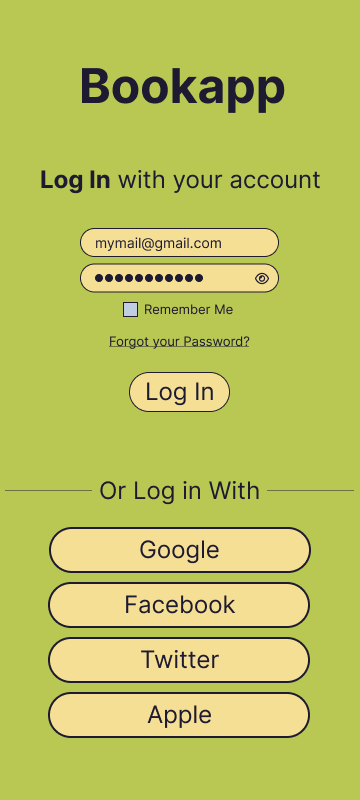 Bookapp
Log In with your account
mymail@gmail.com
●●●●●●●●●●●
Remember Me
Forgot your Password?
Log In
Or Log in With
Google
Facebook
Twitter
Apple